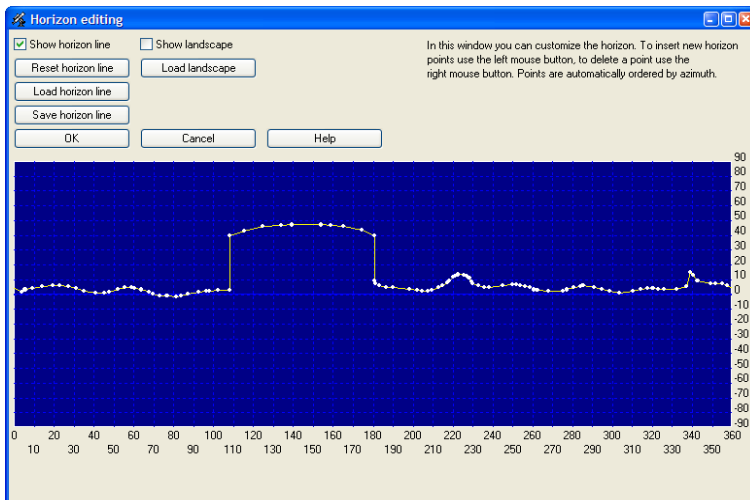 Horizon editing
Show horizon line
Show landscape
In this window you can customize the horizon. To insert new horizon
points use the left mouse button, to delete a point use the
right mouse button. Points are automatically ordered by azimuth.
Reset horizon line
Load landscape
Load horizon line
Save horizon line
OK
Cancel
Help
90
80
70
60
50
40
30
20
10
0
-10
-20
-30
-40
-50
-60
-70
-80
-90
0 20 40 60 80 100 120 140 160 180 200 220 240 260 280 300 320 340 360
10 30 50 70 90 110 130 150 170 190 210 230 250 270 290 310 330 350